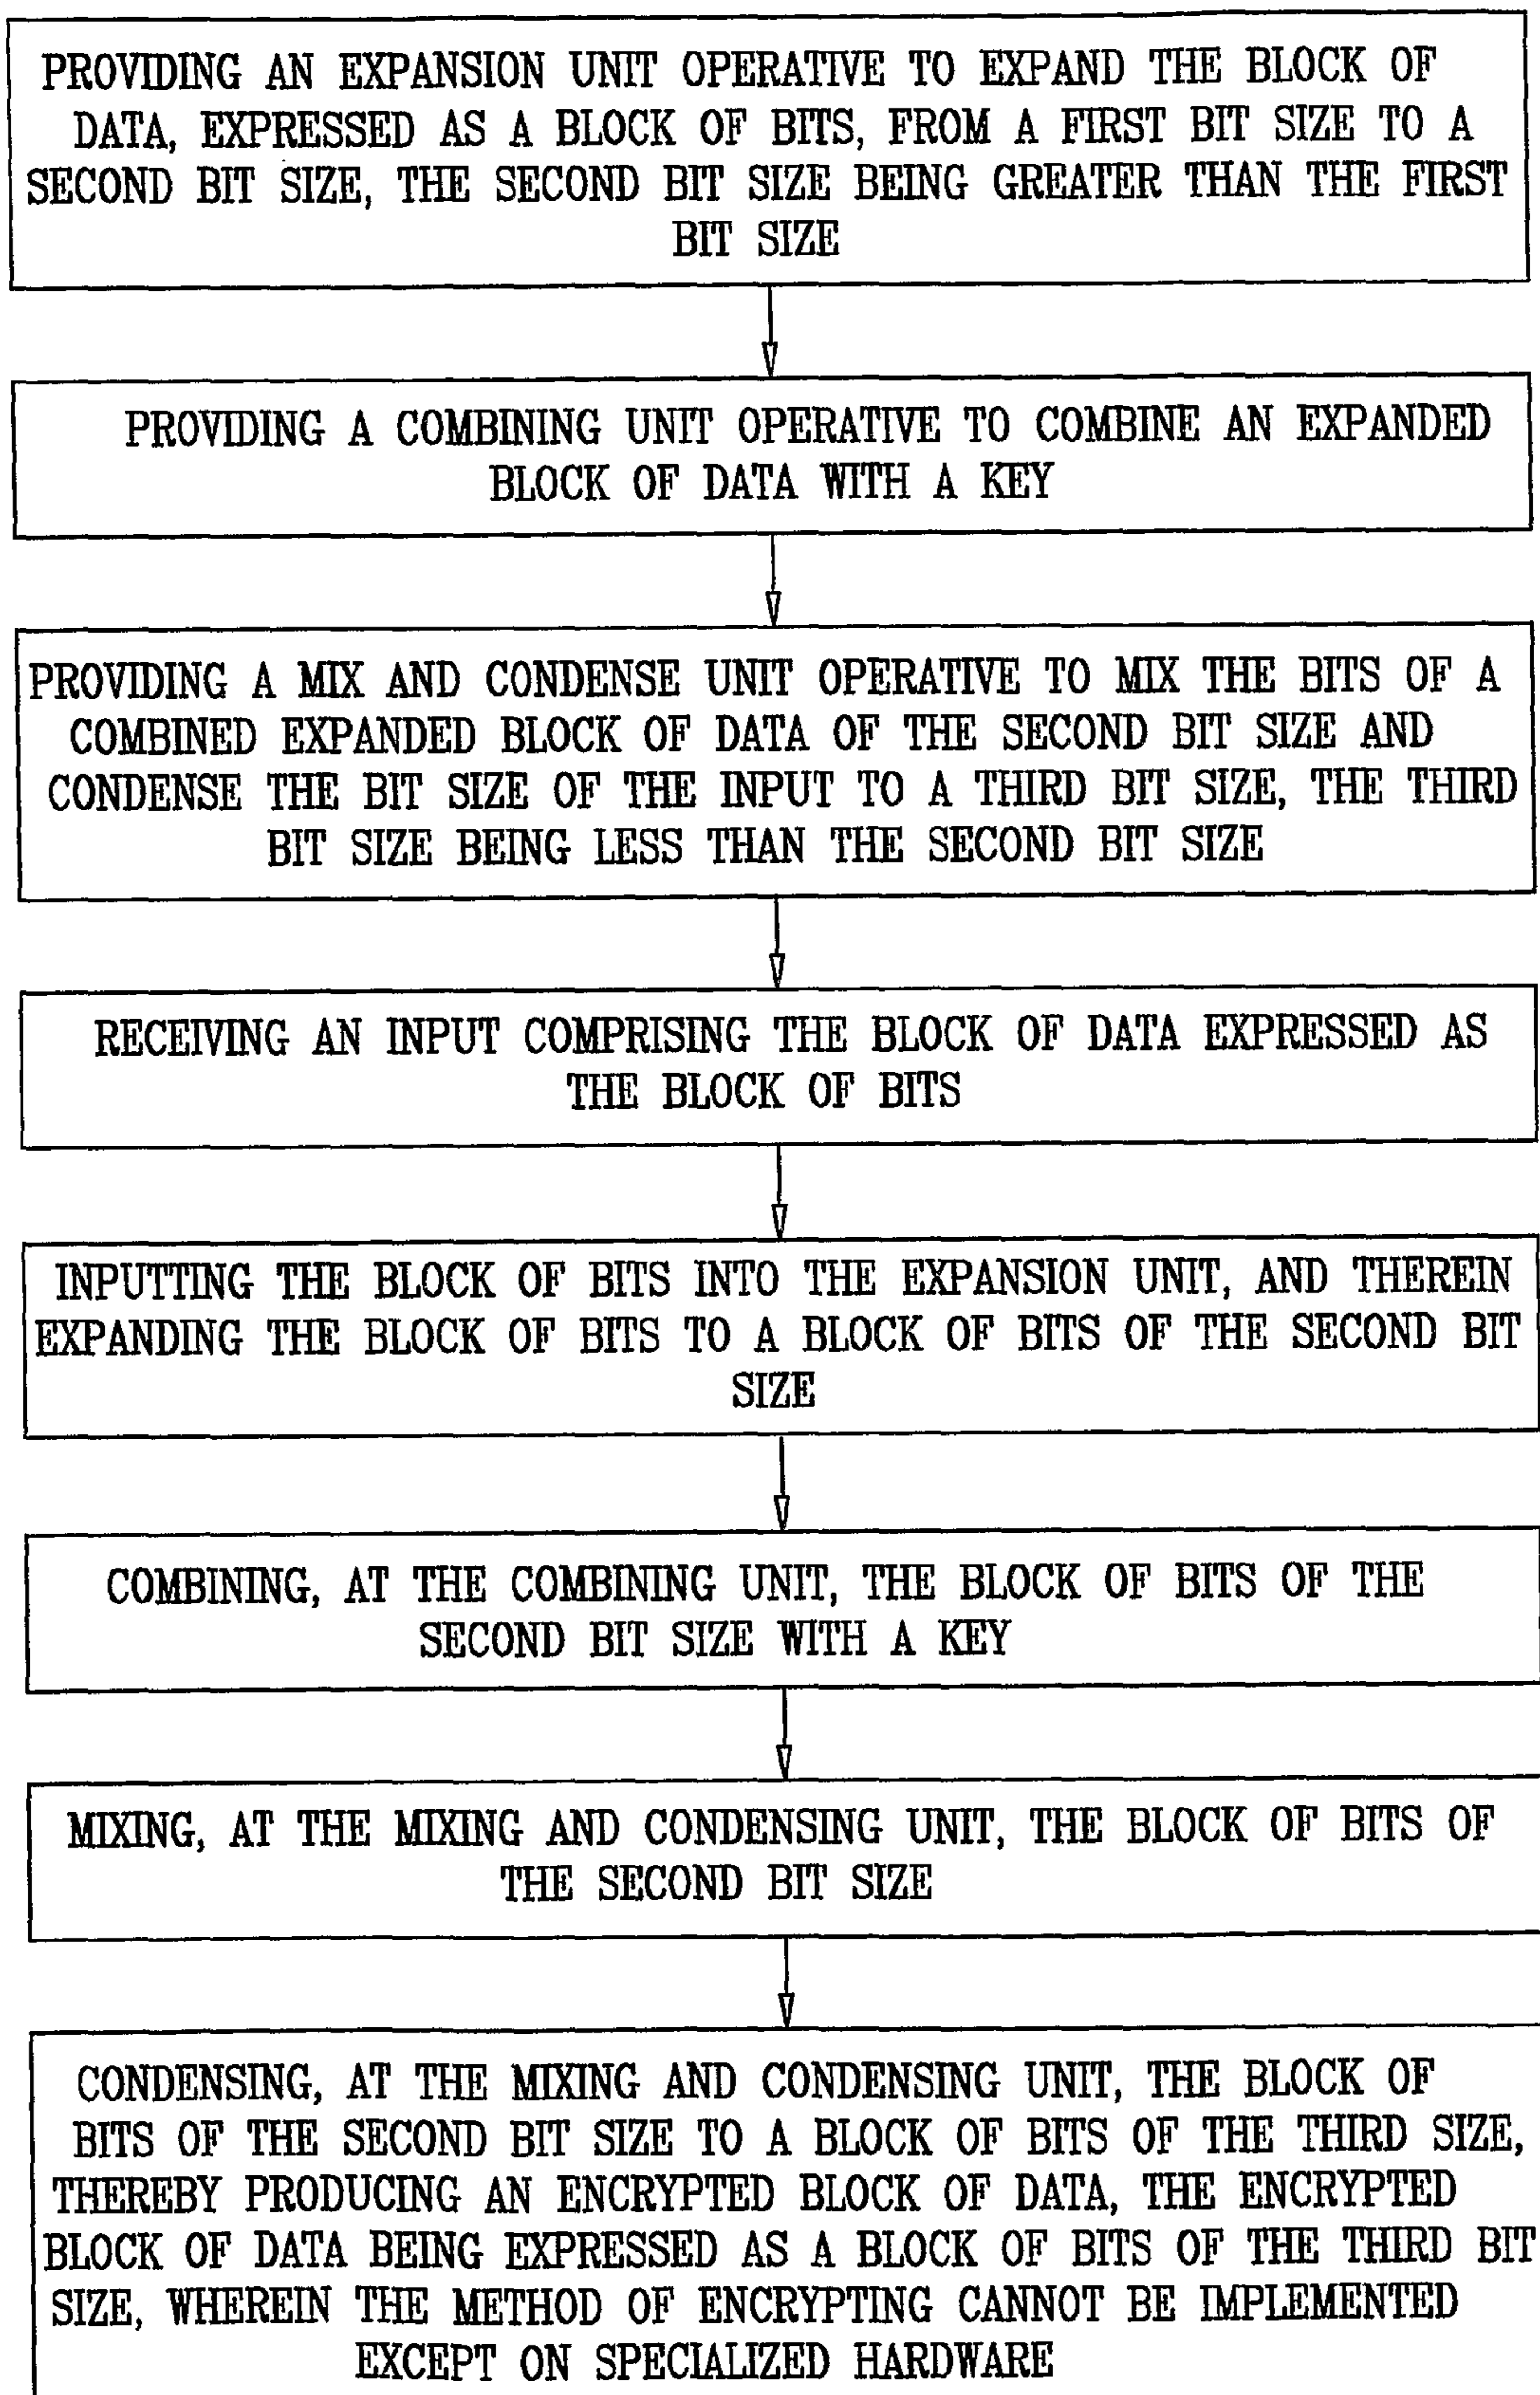 PROVIDING AN EXPANSION UNIT OPERATIVE TO EXPAND THE BLOCK OF
DATA, EXPRESSED AS A BLOCK OF BITS, FROM A FIRST BIT SIZE TO A
SECOND BIT SIZE, THE SECOND BIT SIZE BEING GREATER THAN THE FIRST
BIT SIZE
PROVIDING A COMBINING UNIT OPERATIVE TO COMBINE AN EXPANDED
BLOCK OF DATA WITH A KEY
PROVIDING A MIX AND CONDENSE UNIT OPERATIVE TO MIX THE BITS OF A
COMBINED EXPANDED BLOCK OF DATA OF THE SECOND BIT SIZE AND
CONDENSE THE BIT SIZE OF THE INPUT TO A THIRD BIT SIZE, THE THIRD
BIT SIZE BEING LESS THAN THE SECOND BIT SIZE
RECEIVING AN INPUT COMPRISING THE BLOCK OF DATA EXPRESSED AS
THE BLOCK OF BITS
INPUTTING THE BLOCK OF BITS INTO THE EXPANSION UNIT, AND THEREIN
EXPANDING THE BLOCK OF BITS TO A BLOCK OF BITS OF THE SECOND BIT
SIZE
COMBINING, AT THE COMBINING UNIT, THE BLOCK OF BITS OF THE
SECOND BIT SIZE WITH A KEY
MIXING, AT THE MIXING AND CONDENSING UNIT, THE BLOCK OF BITS OF
THE SECOND BIT SIZE
CONDENSING, AT THE MIXING AND CONDENSING UNIT, THE BLOCK OF
BITS OF THE SECOND BIT SIZE TO A BLOCK OF BITS OF THE THIRD SIZE,
THEREBY PRODUCING AN ENCRYPTED BLOCK OF DATA, THE ENCRYPTED
BLOCK OF DATA BEING EXPRESSED AS A BLOCK OF BITS OF THE THIRD BIT
SIZE, WHEREIN THE METHOD OF ENCRYPTING CANNOT BE IMPLEMENTED
EXCEPT ON SPECIALIZED HARDWARE